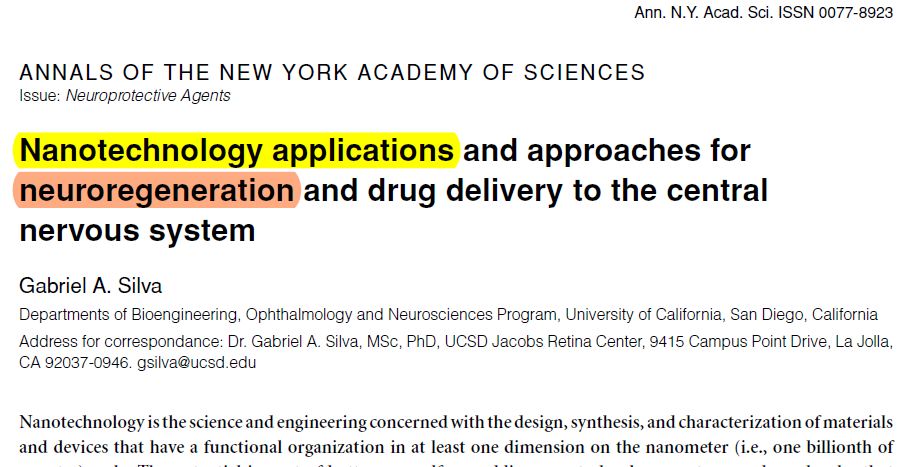 Ann. N.Y. Acad. Sci. ISSN 0077-8923
ANNALS OF THE NEW YORK ACADEMY OF SCIENCES
Issue: Neuroprotective Agents
Nanotechnology applications and approaches for
neuroregeneration and drug delivery to the central
nervous system
Gabriel A. Silva
Departments of Bioengineering, Ophthalmology and Neurosciences Program, University of California, San Diego, California
Address for correspondence: Dr. Gabriel A. Silva, MSc, PhD, UCSD Jacobs Retina Center, 9415 Campus Point Drive, La Jolla,
CA 92037-0946. gsilva@ucsd.edu
Nanotechnology is the science and engineering concerned with the design, synthesis, and characterization of materials
and devices that have a functional organization in at least one dimension on the nanometer (i.e., one billionth of